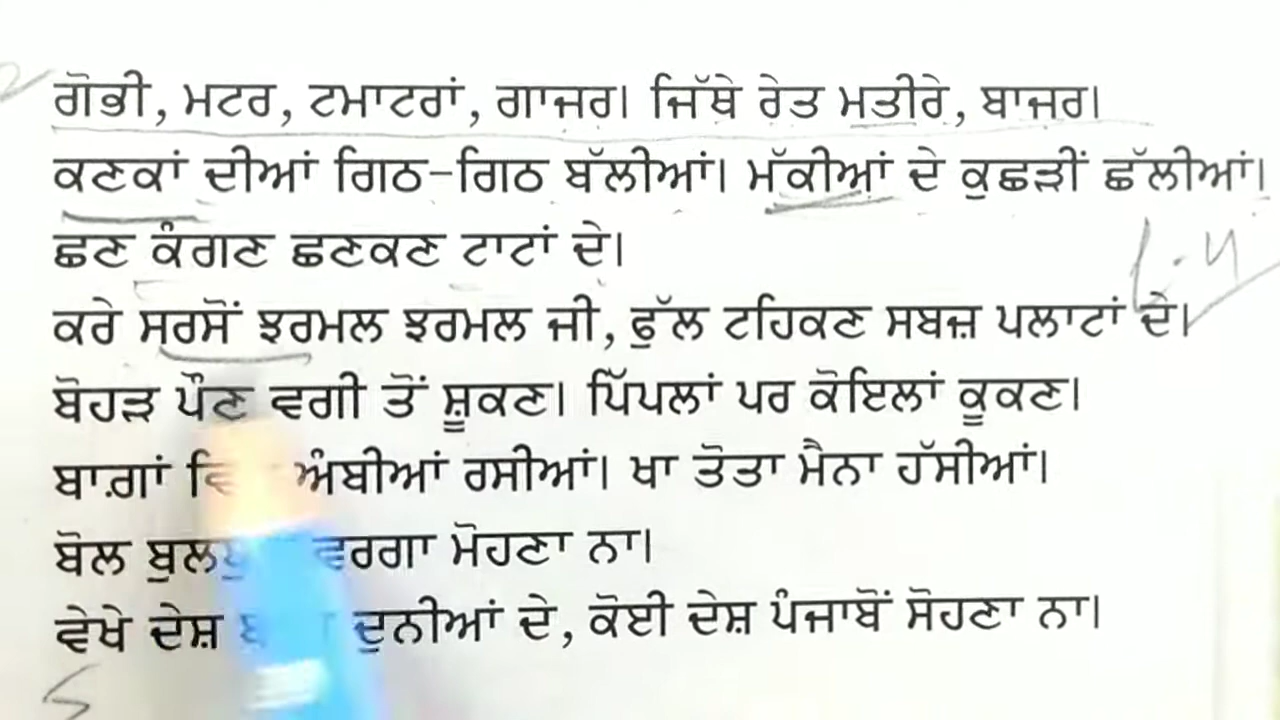 ਗੋਭੀ, ਮਟਰ, ਟਮਾਟਰਾਂ, ਗਾਜਰ। ਜਿੱਥੇ ਰੇਤ ਮਤੀਰੇ, ਬਾਜਰ।
ਕਣਕਾਂ ਦੀਆਂ ਗਿਠ-ਗਿਠ ਬੱਲੀਆਂ। ਮੱਕੀਆਂ ਦੇ ਕੁਛੜੀਂ ਛੱਲੀਆਂ।
ਛਣ ਕੰਗਣ ਛਣਕਣ ਟਾਟਾਂ ਦੇ।
ਕਰੇ ਸਰਸੋਂ ਝਰਮਲ ਝਰਮਲ ਜੀ, ਫੁੱਲ ਟਹਿਕਣ ਸਬਜ਼ ਪਲਾਟਾਂ ਦੇ।
ਬੋਹੜ ਪੌਣ ਵਗੀ ਤੋਂ ਸ਼ੂਕਣ। ਪਿੱਪਲਾਂ ਪਰ ਕੋਇਲਾਂ ਕੂਕਣ।
ਬਾਗ਼ਾਂ ਅੰਬੀਆਂ ਰਸੀਆਂ। ਖਾ ਤੋਤਾ ਮੈਨਾ ਹੱਸੀਆਂ।
ਬੋਲ ਵਰਗਾ ਮੋਹਣਾ ਨਾ।
ਵੇਖੇ ਦੇਸ਼ ਦੁਨੀਆਂ ਦੇ, ਕੋਈ ਦੇਸ਼ ਪੰਜਾਬੋਂ ਸੋਹਣਾ ਨਾ।